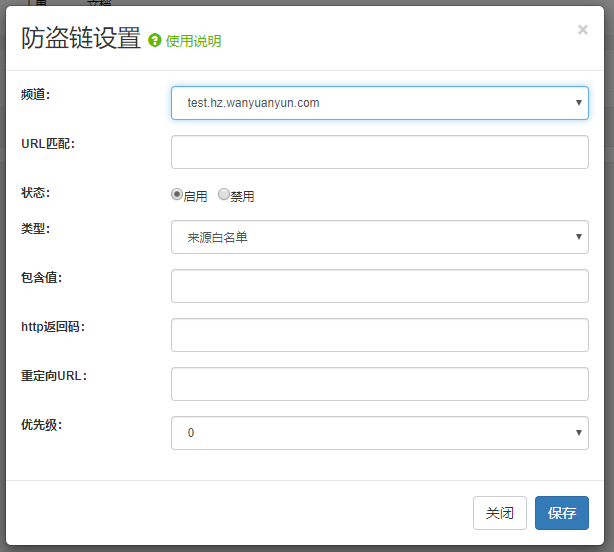 防盗链设置 使用说明
×
频道：
test.hz.wanyuanyun.com
URL匹配：
状态：
启用 禁用
类型：
来源白名单
包含值：
http返回码：
重定向URL：
优先级：
0
关闭 保存